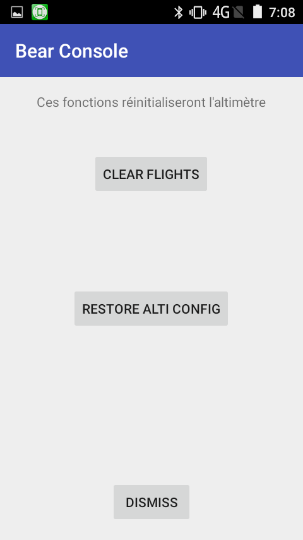 4G 7:08
Bear Console
Ces fonctions réinitialiseront l'altimètre
CLEAR FLIGHTS
RESTORE ALTI CONFIG
DISMISS